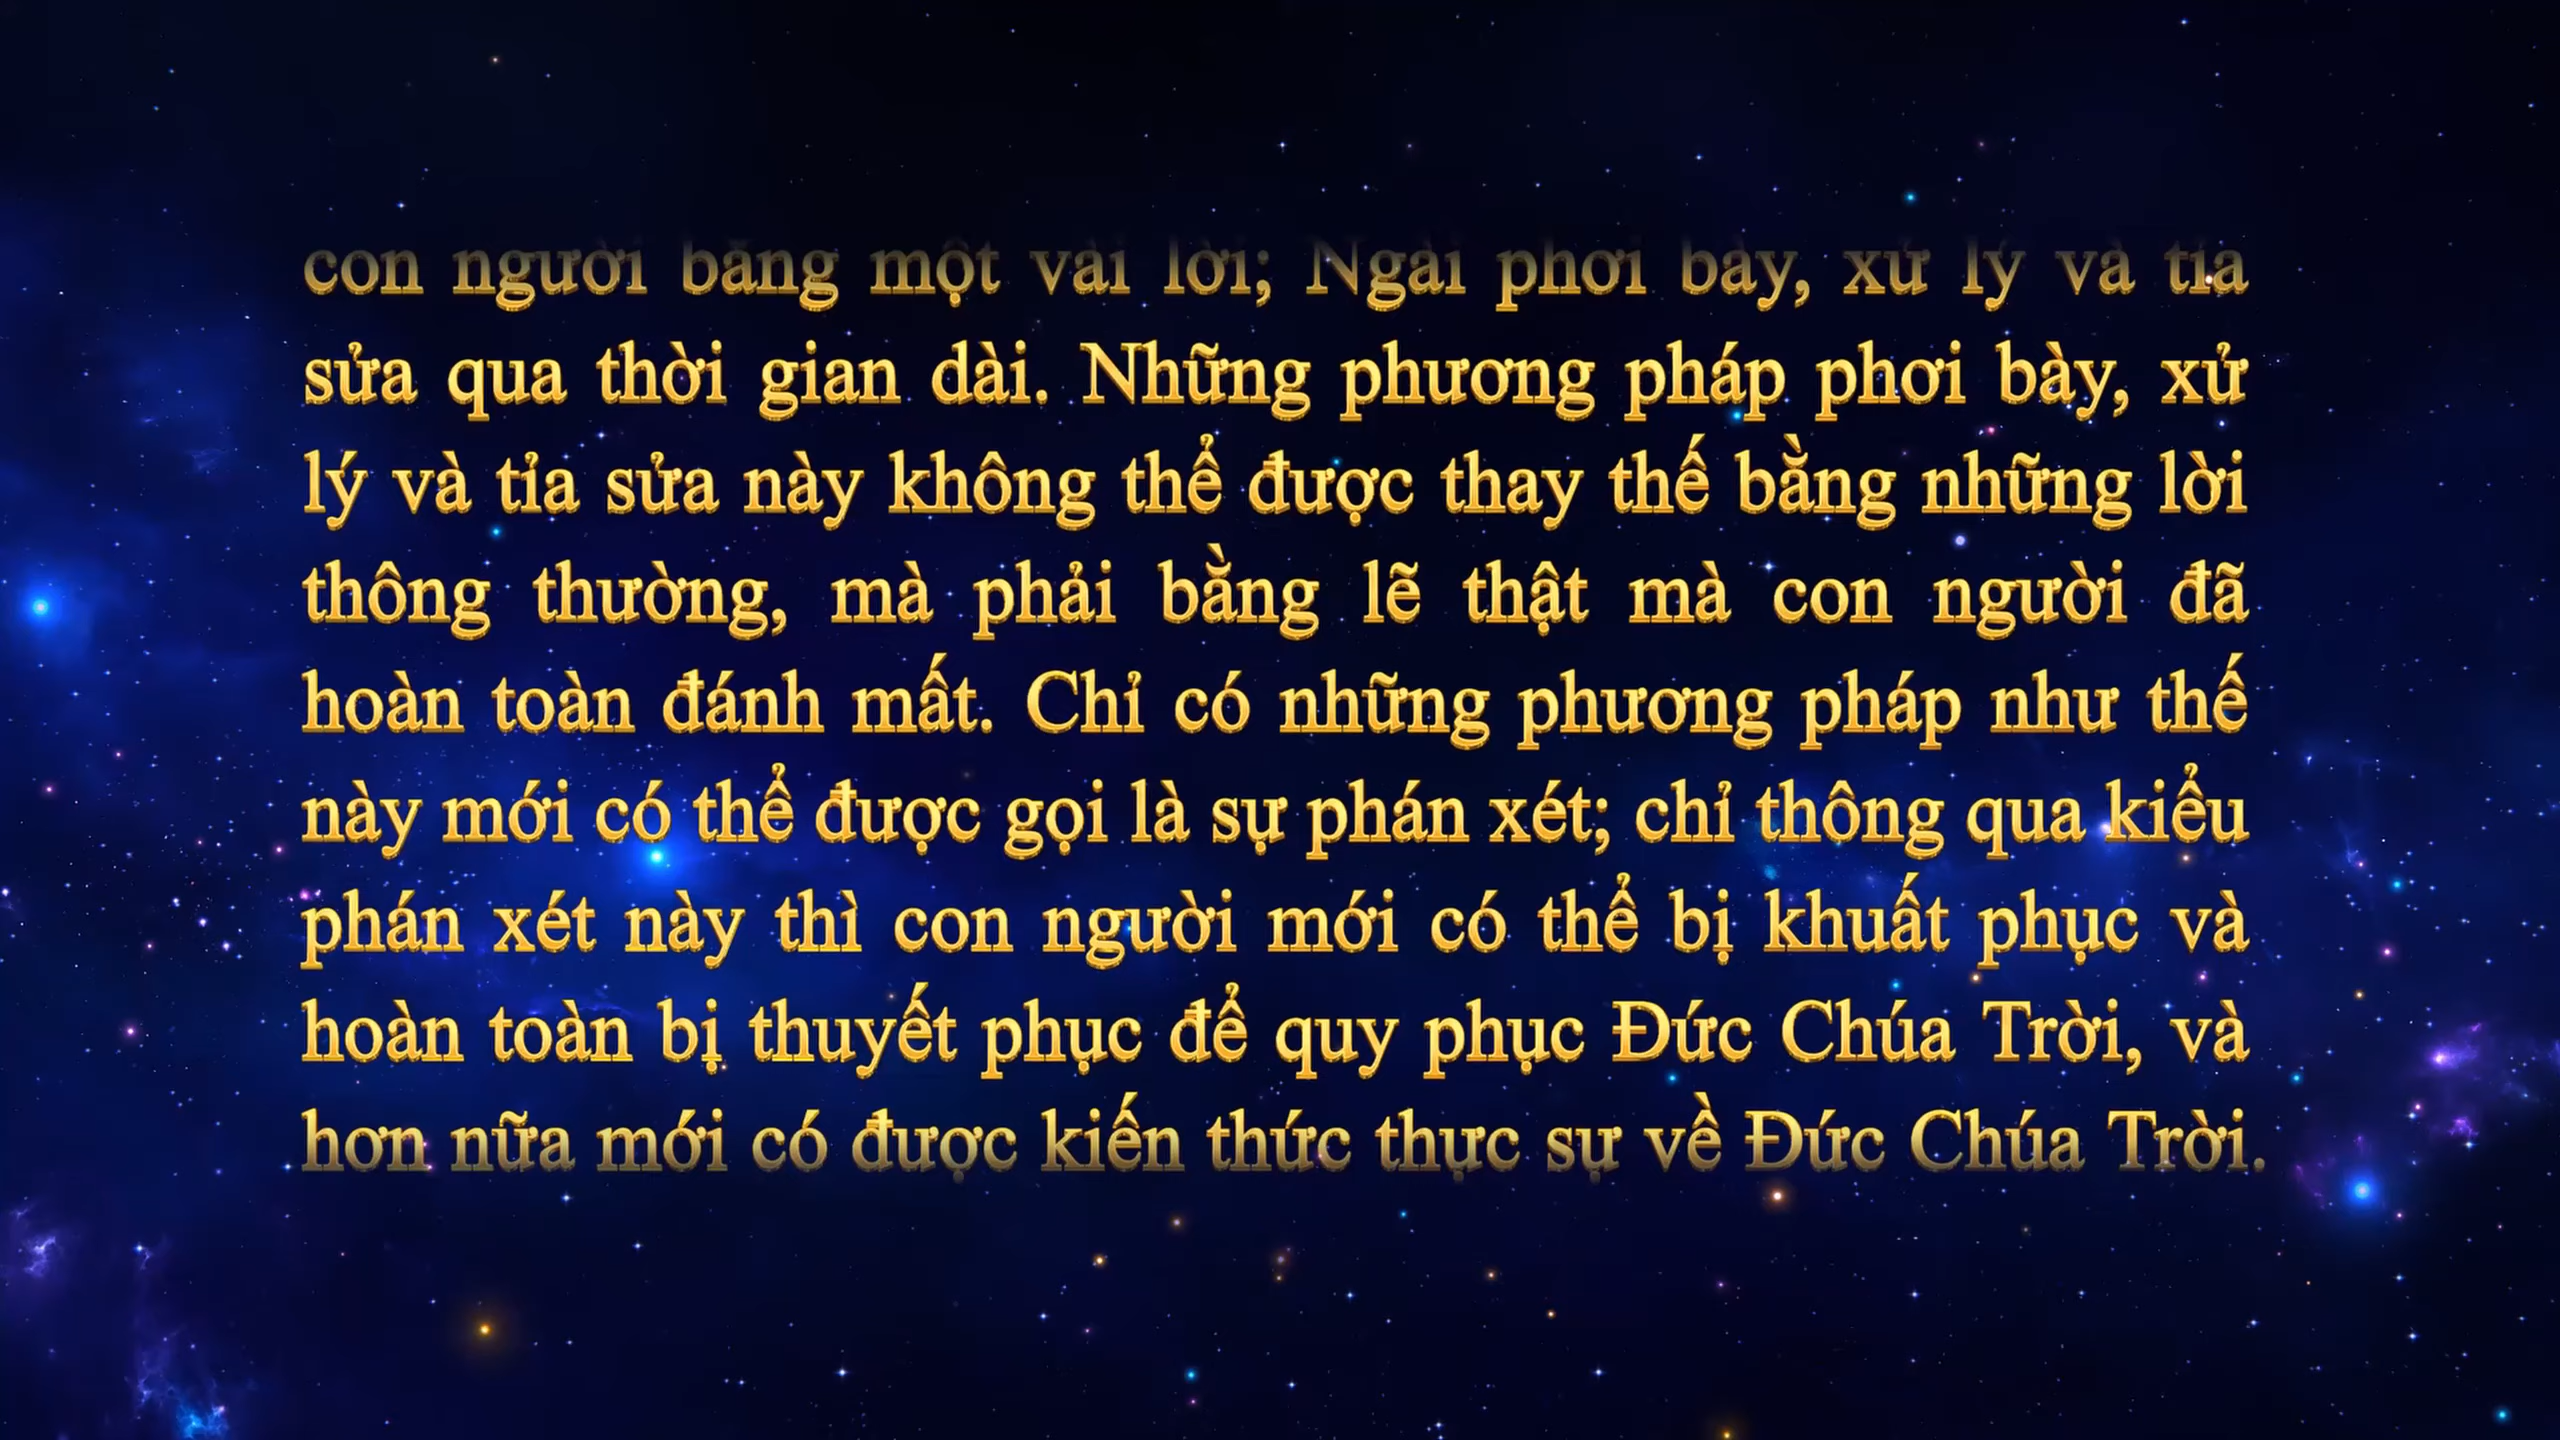 con người bằng một vài lời; Ngài phơi bày, xử lý và tỉa
sửa qua thời gian dài. Những phương pháp phơi bày, xử
lý và tỉa sửa này không thể được thay thế bằng những lời
thông thường, mà phải bằng lẽ thật mà con người đã
hoàn toàn đánh mất. Chỉ có những phương pháp như thế
này mới có thể được gọi là sự phán xét; chỉ thông qua kiểu
phán xét này thì con người mới có thể bị khuất phục và
hoàn toàn bị thuyết phục để quy phục Đức Chúa Trời, và
hơn nữa mới có được kiến thức thực sự về Đức Chúa Trời.